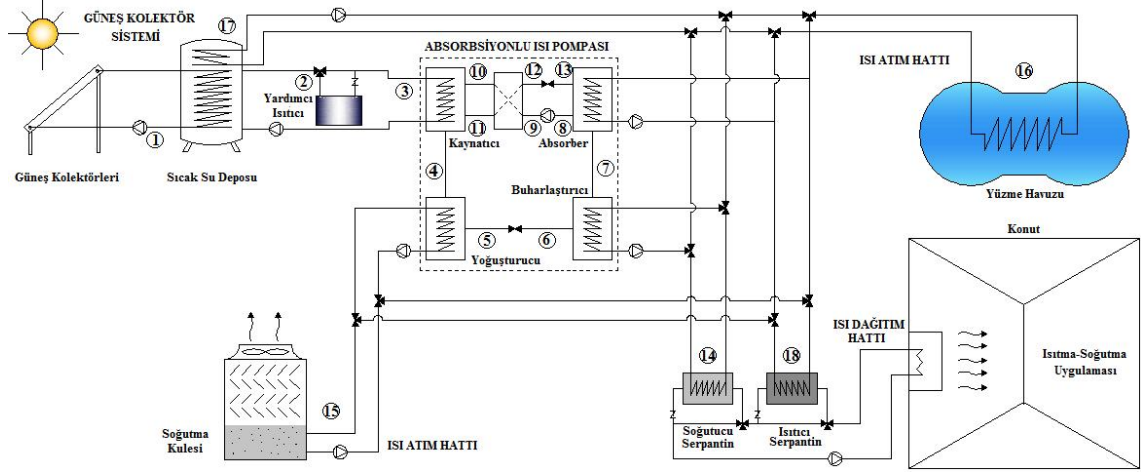 GÜNEŞ KOLEKTÖR
SİSTEMİ
17
ABSORBSİYONLU ISI POMPASI
ISI ATIM HATTI
16
2
Yardımcı
Isıtıcı
3
10
12
13
11
9
8
Kaynatıcı
Absorber
1
Güneş Kolektörleri
Sıcak Su Deposu
4
7
Buharlaştırıcı
Yüzme Havuzu
5
6
Yoğuşturucu
Konut
ISI DAĞITIM
HATTI
14
18
Isıtma-Soğutma
Uygulaması
15
Z
Z
Z
Soğutma
Kulesi
ISI ATIM HATTI
Soğutucu
Serpantin
Isıtıcı
Serpantin